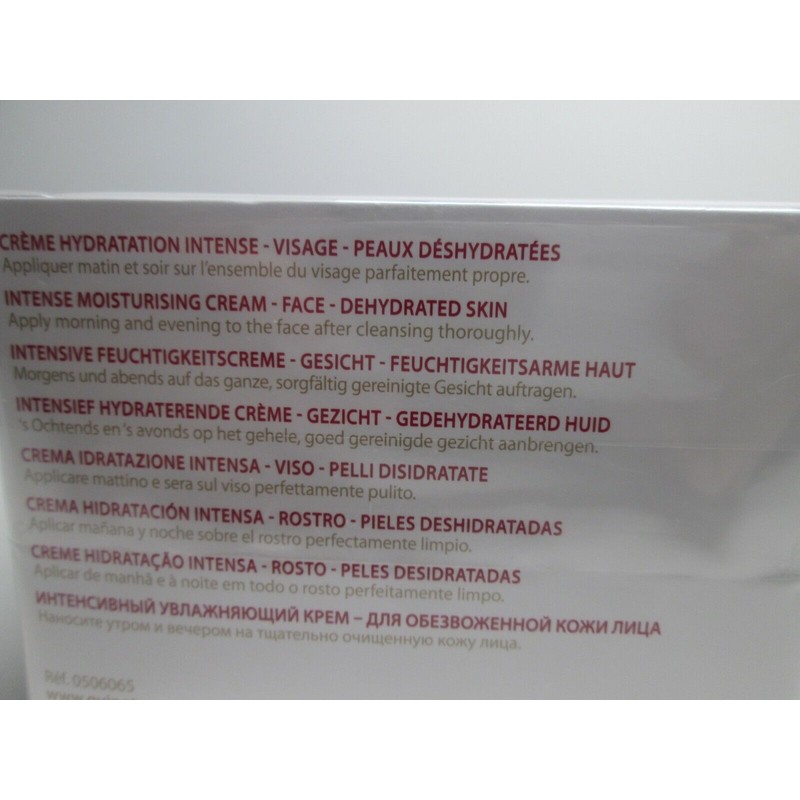 CRÈME HYDRATATION INTENSE - VISAGE - PEAUX DÉSHYDRATÉES
Appliquer matin et soir sur l'ensemble du visage parfaitement propre.
INTENSE MOISTURISING CREAM - FACE - DEHYDRATED SKIN
Apply morning and evening to the face after cleansing thoroughly.
INTENSIVE FEUCHTIGKEITSCREME - GESICHT - FEUCHTIGKEITSARME HAUT
Morgens und abends auf das ganze, sorgfältig gereinigte Gesicht auftragen.
INTENSIEF HYDRATERENDE CRÈME - GEZICHT - GEDEHYDRATEERD HUID
's Ochtends en 's avonds op het gehele, goed gereinigde gezicht aanbrengen.
CREMA IDRATAZIONE INTENSA - VISO - PELLI DISIDRATATE
Applicare mattino e sera sul viso perfettamente pulito.
CREMA HIDRATACIÓN INTENSA - ROSTRO - PIELES DESHIDRATADAS
Aplicar mañana y noche sobre el rostro perfectamente limpio.
CREME HIDRATAÇÃO INTENSA - ROSTO - PELES DESIDRATADAS
Aplicar de manhã e à noite em todo o rosto perfeitamente limpo.
ИНТЕНСИВНЫЙ УВЛАЖНЯЮЩИЙ КРЕМ – ДЛЯ ОБЕЗВОЖЕННОЙ КОЖИ ЛИЦА
Наносите утром и вечером на тщательно очищенную кожу лица.
Réf. 0506065